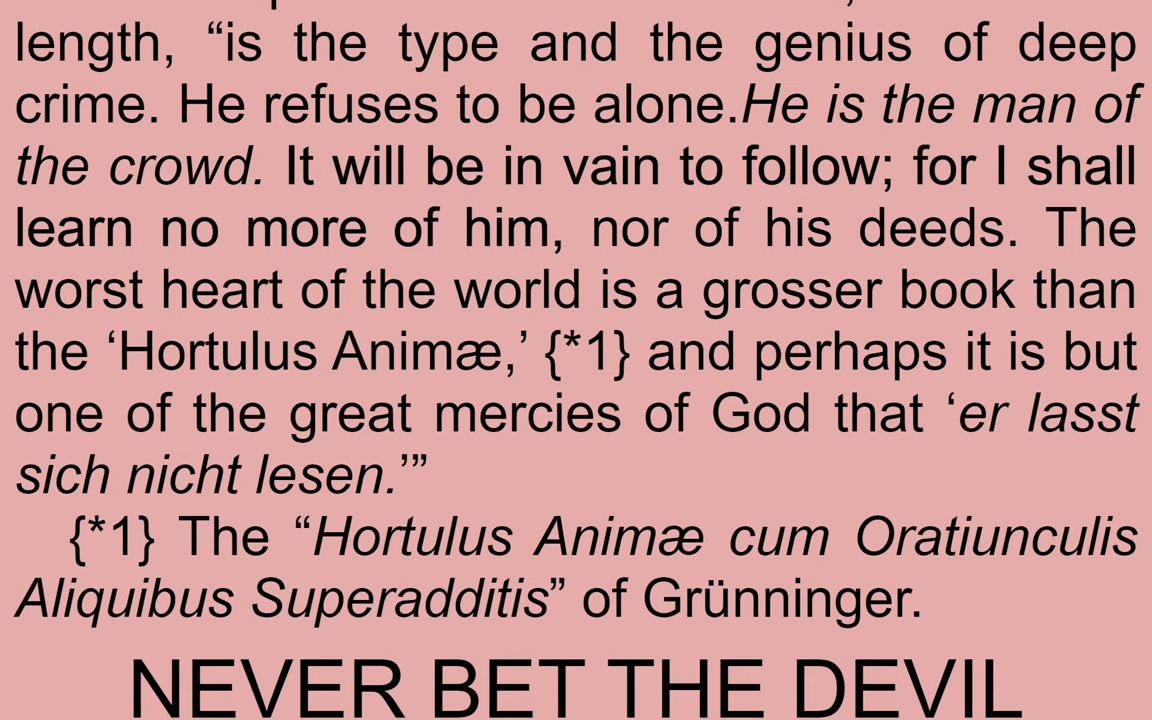 length, “is the type and the genius of deep
crime. He refuses to be alone.He is the man of
the crowd. It will be in vain to follow; for I shall
learn no more of him, nor of his deeds. The
worst heart of the world is a grosser book than
the ‘Hortulus Animæ,’ {*1} and perhaps it is but
one of the great mercies of God that ‘er lasst
sich nicht lesen.’”
{*1} The “Hortulus Animæ cum Oratiunculis
Aliquibus Superadditis” of Grünninger.
NEVER BET THE DEVIL